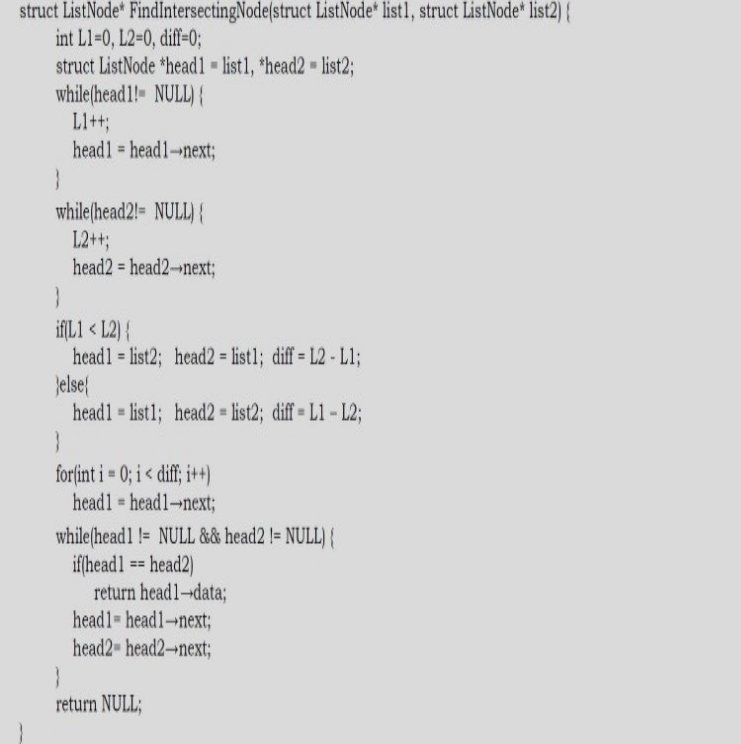 struct ListNode* FindIntersectingNode(struct ListNode* list1, struct ListNode* list2) {
int L1=0, L2=0, diff=0;
struct ListNode *head1 = list1, *head2 = list2;
while(head1!= NULL) {
L1++;
head1 = head1→next;
}
while(head2!= NULL) {
L2++;
head2 = head2→next;
}
if(L1 < L2) {
head1 = list2; head2 = list1; diff = L2 - L1;
}else{
head1 = list1; head2 = list2; diff = L1 – L2;
}
for(int i = 0; i < diff; i++)
head1 = head1→next;
while(head1 != NULL && head2 != NULL) {
if(head1 == head2)
return head1→data;
head1= head1→next;
head2= head2→next;
}
return NULL;
}